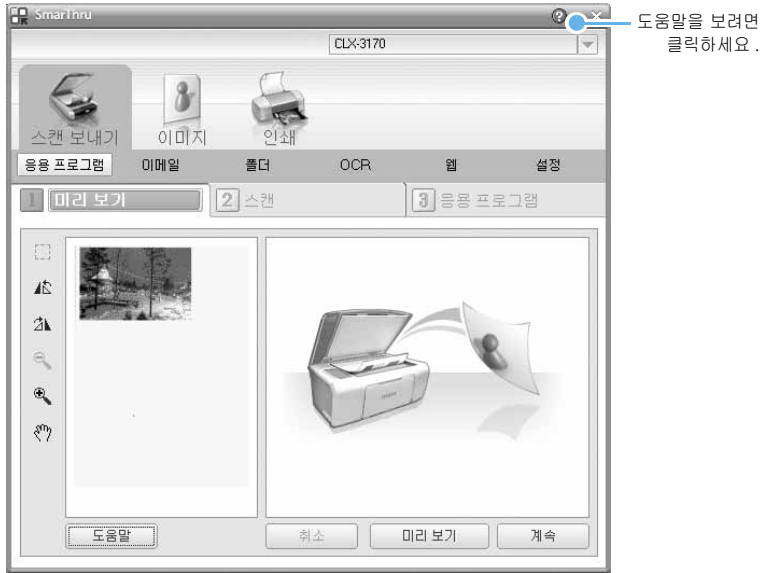 SmarThru
도움말을 보려면
클릭하세요.
CLX-3170
스캔 보내기 이미지 인쇄
응용 프로그램 이메일 폴더 OCR 웹 설정
1 미리 보기 2 스캔 3 응용 프로그램
도움말 취소 미리 보기 계속